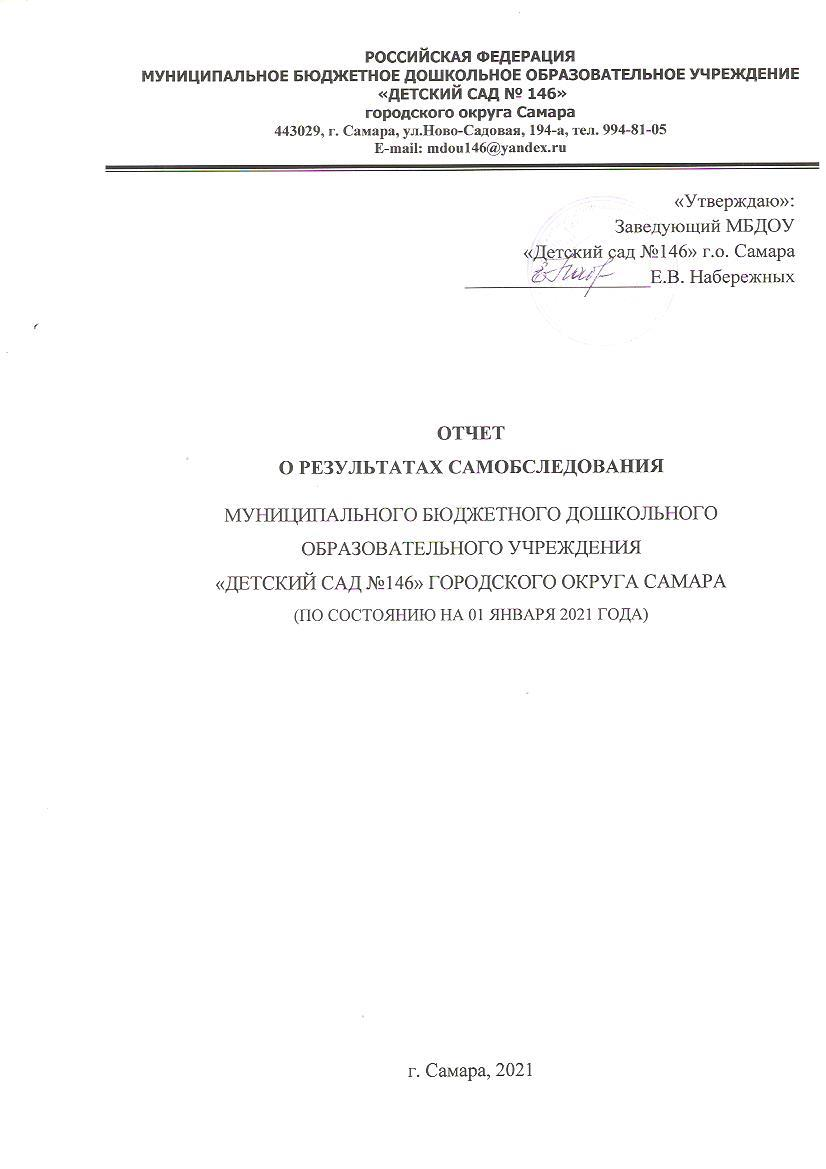 РОССИЙСКАЯ ФЕДЕРАЦИЯ
МУНИЦИПАЛЬНОЕ БЮДЖЕТНОЕ ДОШКОЛЬНОЕ ОБРАЗОВАТЕЛЬНОЕ УЧРЕЖДЕНИЕ
«ДЕТСКИЙ САД № 146»
городского округа Самара
443029, г. Самара, ул.Ново-Садовая, 194-а, тел. 994-81-05
E-mail: mdou146@yandex.ru
«Утверждаю»:
Заведующий МБДОУ
«Детский сад №146» г.о. Самара
Е.В. Набережных
ОТЧЕТ
О РЕЗУЛЬТАТАХ САМОБСЛЕДОВАНИЯ
МУНИЦИПАЛЬНОГО БЮДЖЕТНОГО ДОШКОЛЬНОГО
ОБРАЗОВАТЕЛЬНОГО УЧРЕЖДЕНИЯ
«ДЕТСКИЙ САД №146» ГОРОДСКОГО ОКРУГА САМАРА
(ПО СОСТОЯНИЮ НА 01 ЯНВАРЯ 2021 ГОДА)
г. Самара, 2021